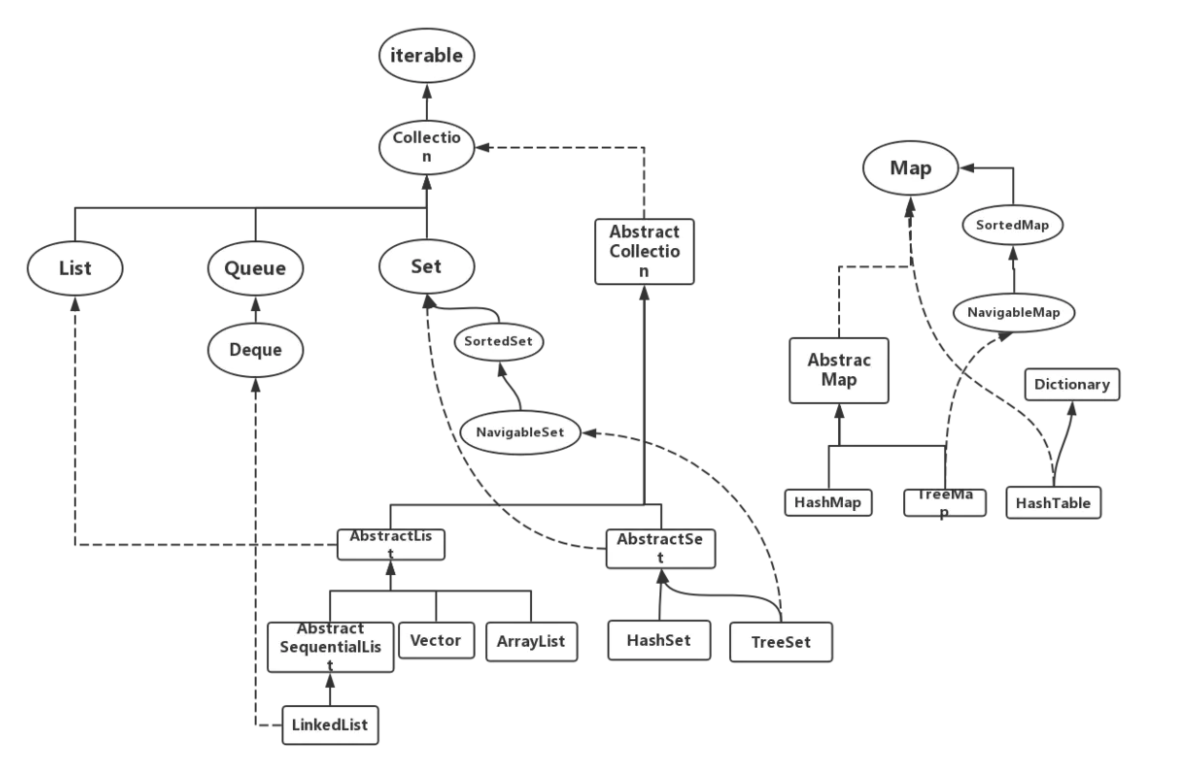 iterable
Collectio
n
Map
SortedMap
Abstract
Collectio
n
List
Queue
Set
NavigableMap
SortedSet
Deque
Abstrac
Map
Dictionary
NavigableSet
HashMap
TreeMa
p
HashTable
AbstractLis
t
AbstractSe
t
Abstract
SequentialLis
t
Vector
ArrayList
HashSet
TreeSet
LinkedList